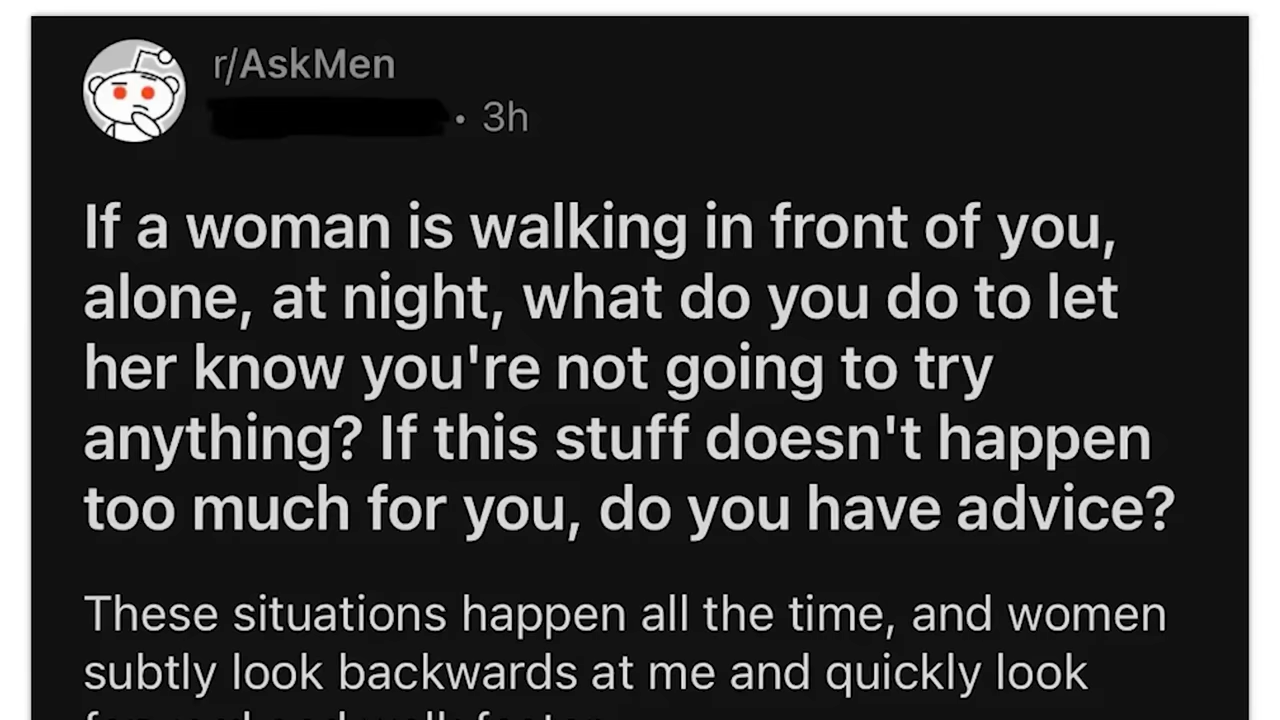 r/AskMen
• 3h
If a woman is walking in front of you,
alone, at night, what do you do to let
her know you're not going to try
anything? If this stuff doesn't happen
too much for you, do you have advice?
These situations happen all the time, and women
subtly look backwards at me and quickly look